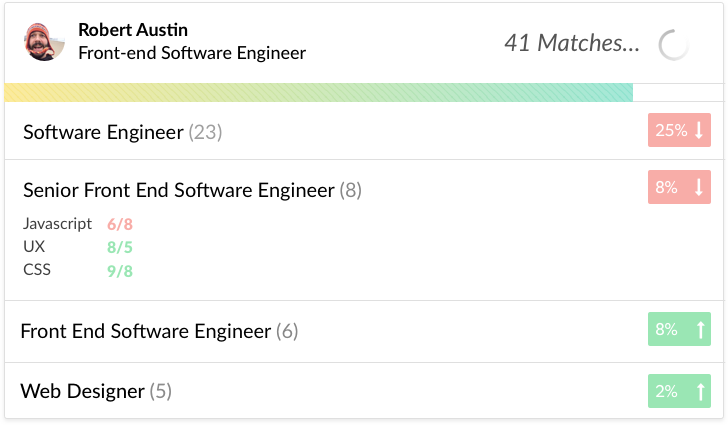 Robert Austin
Front-end Software Engineer
41 Matches...
Software Engineer (23)
25%
Senior Front End Software Engineer (8)
8%
Javascript 6/8
UX 8/5
CSS 9/8
Front End Software Engineer (6)
8%
Web Designer (5)
2%